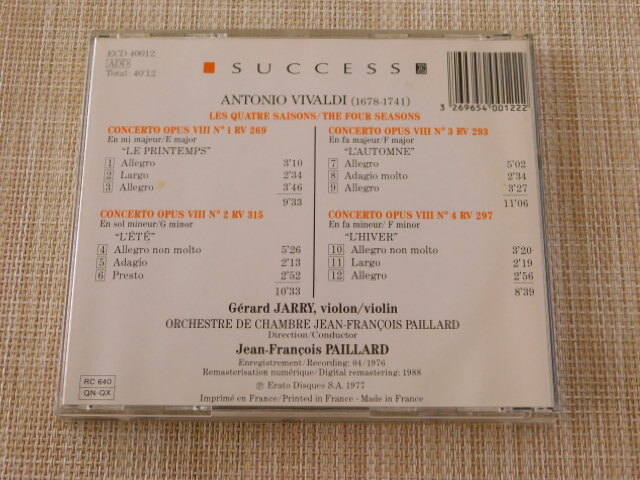 ECD 40012
ADD
Total: 40'12
SUCCESS
3 269654 001222
ANTONIO VIVALDI (1678-1741)
LES QUATRE SAISONS/THE FOUR SEASONS
CONCERTO OPUS VIII Nº 1 RV 269
En mi majeur/E major
"LE PRINTEMPS"
1 Allegro 3'10
2 Largo 2'34
3 Allegro 3'46
9'33
CONCERTO OPUS VIII Nº 2 RV 315
En sol mineur/G minor
"L'ÉTÉ"
4 Allegro non molto 5'26
5 Adagio 2'13
6 Presto 2'52
10'33
CONCERTO OPUS VIII Nº 3 RV 293
En fa majeur/F major
"L'AUTOMNE"
7 Allegro 5'02
8 Adagio molto 2'34
9 Allegro 3'27
11'06
CONCERTO OPUS VIII Nº 4 RV 297
En fa mineur/ F minor
"L'HIVER"
10 Allegro non molto 3'20
11 Largo 2'19
12 Allegro 2'56
8'39
Gérard JARRY, violon/violin
ORCHESTRE DE CHAMBRE JEAN-FRANÇOIS PAILLARD
Direction/Conductor
Jean-François PAILLARD
Enregistrement/Recording: 04/1976
Remasterisation numérique/Digital remastering: 1988
℗ Erato Disques S.A. 1977
Imprimé en France/Printed in France - Made in France
RC 640
QN-QX